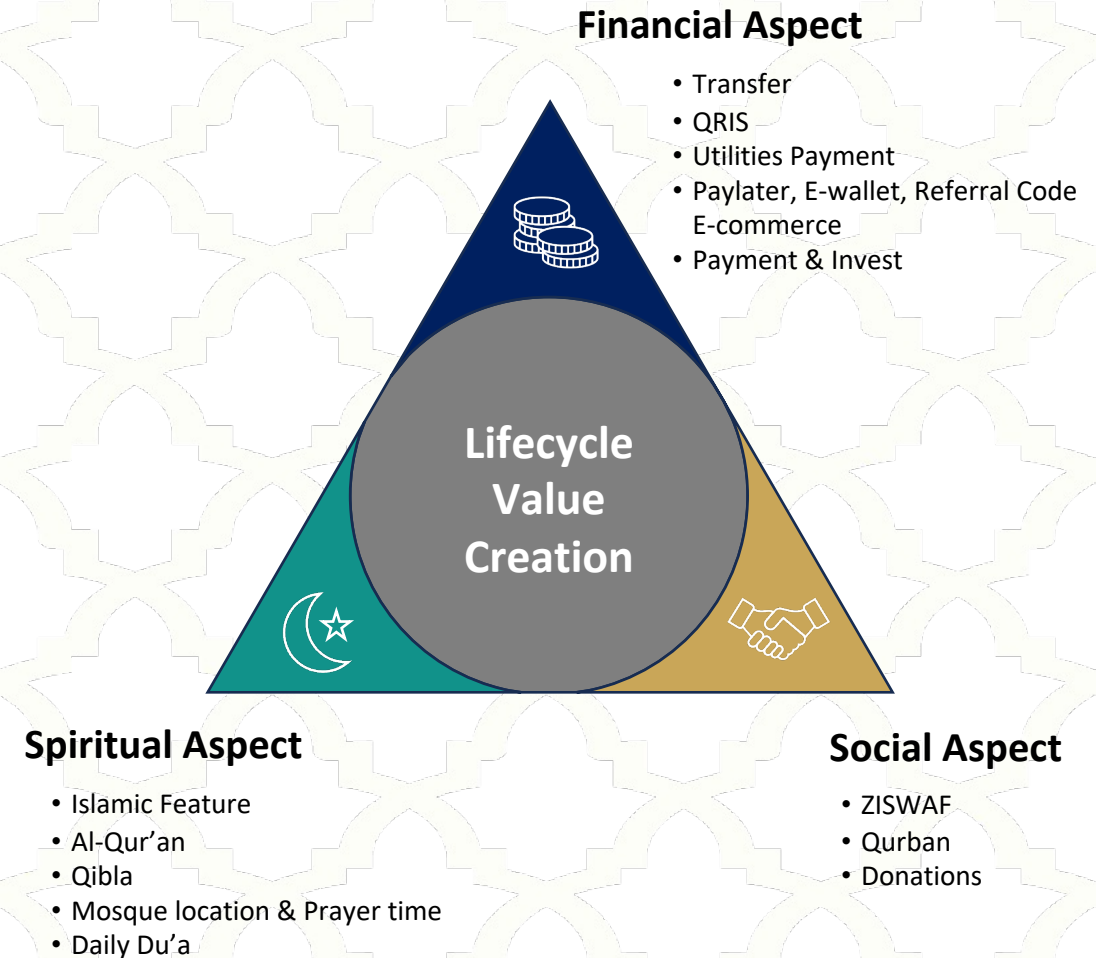 Financial Aspect
• Transfer
• QRIS
• Utilities Payment
• Paylater, E-wallet, Referral Code
E-commerce
• Payment & Invest
Lifecycle
Value
Creation
Spiritual Aspect
• Islamic Feature
• Al-Qur’an
• Qibla
• Mosque location & Prayer time
• Daily Du’a
Social Aspect
• ZISWAF
• Qurban
• Donations